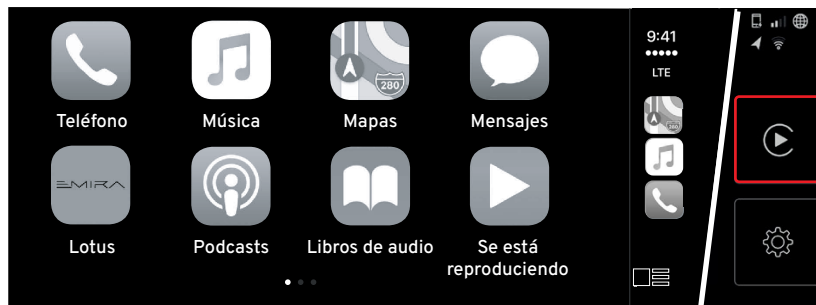 Teléfono
Música
Mapas
Mensajes
280
EMIRA
Lotus
Podcasts
Libros de audio
Se está
reproduciendo
9:41
LTE
280